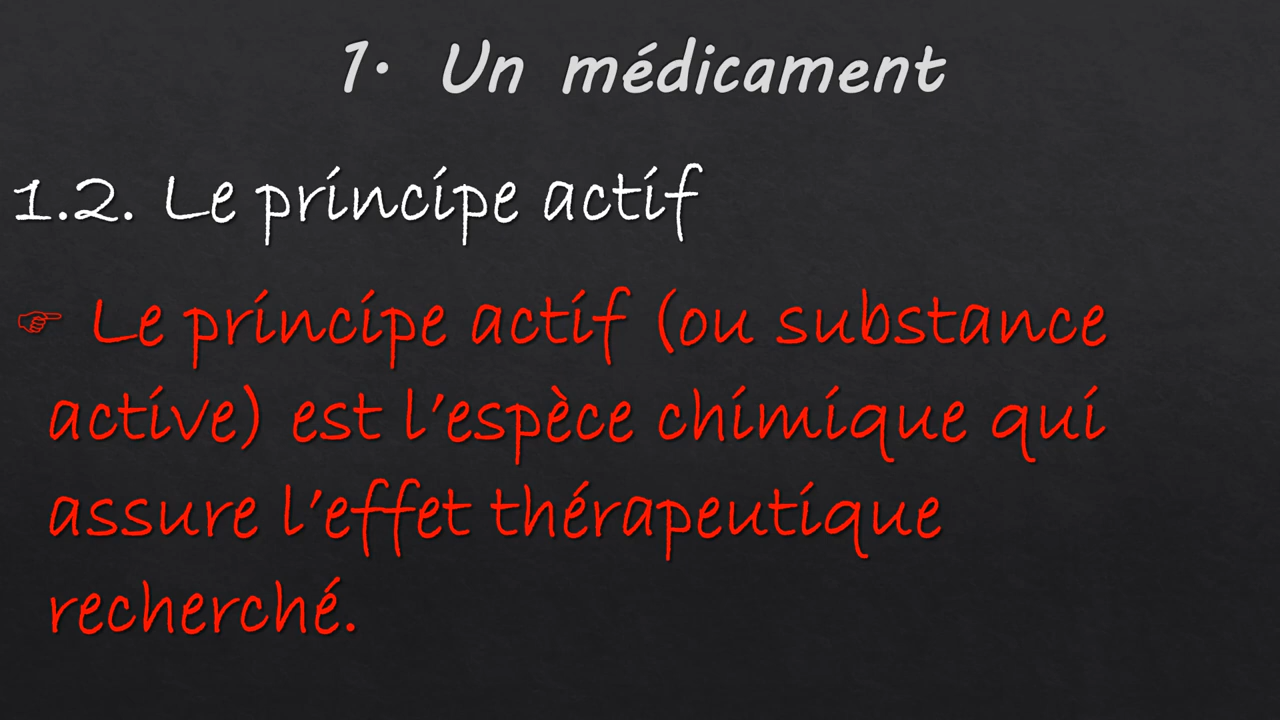 1. Un médicament
1.2. Le principe actif
☞ Le principe actif (ou substance
active) est l’espèce chimique qui
assure l’effet thérapeutique
recherché.